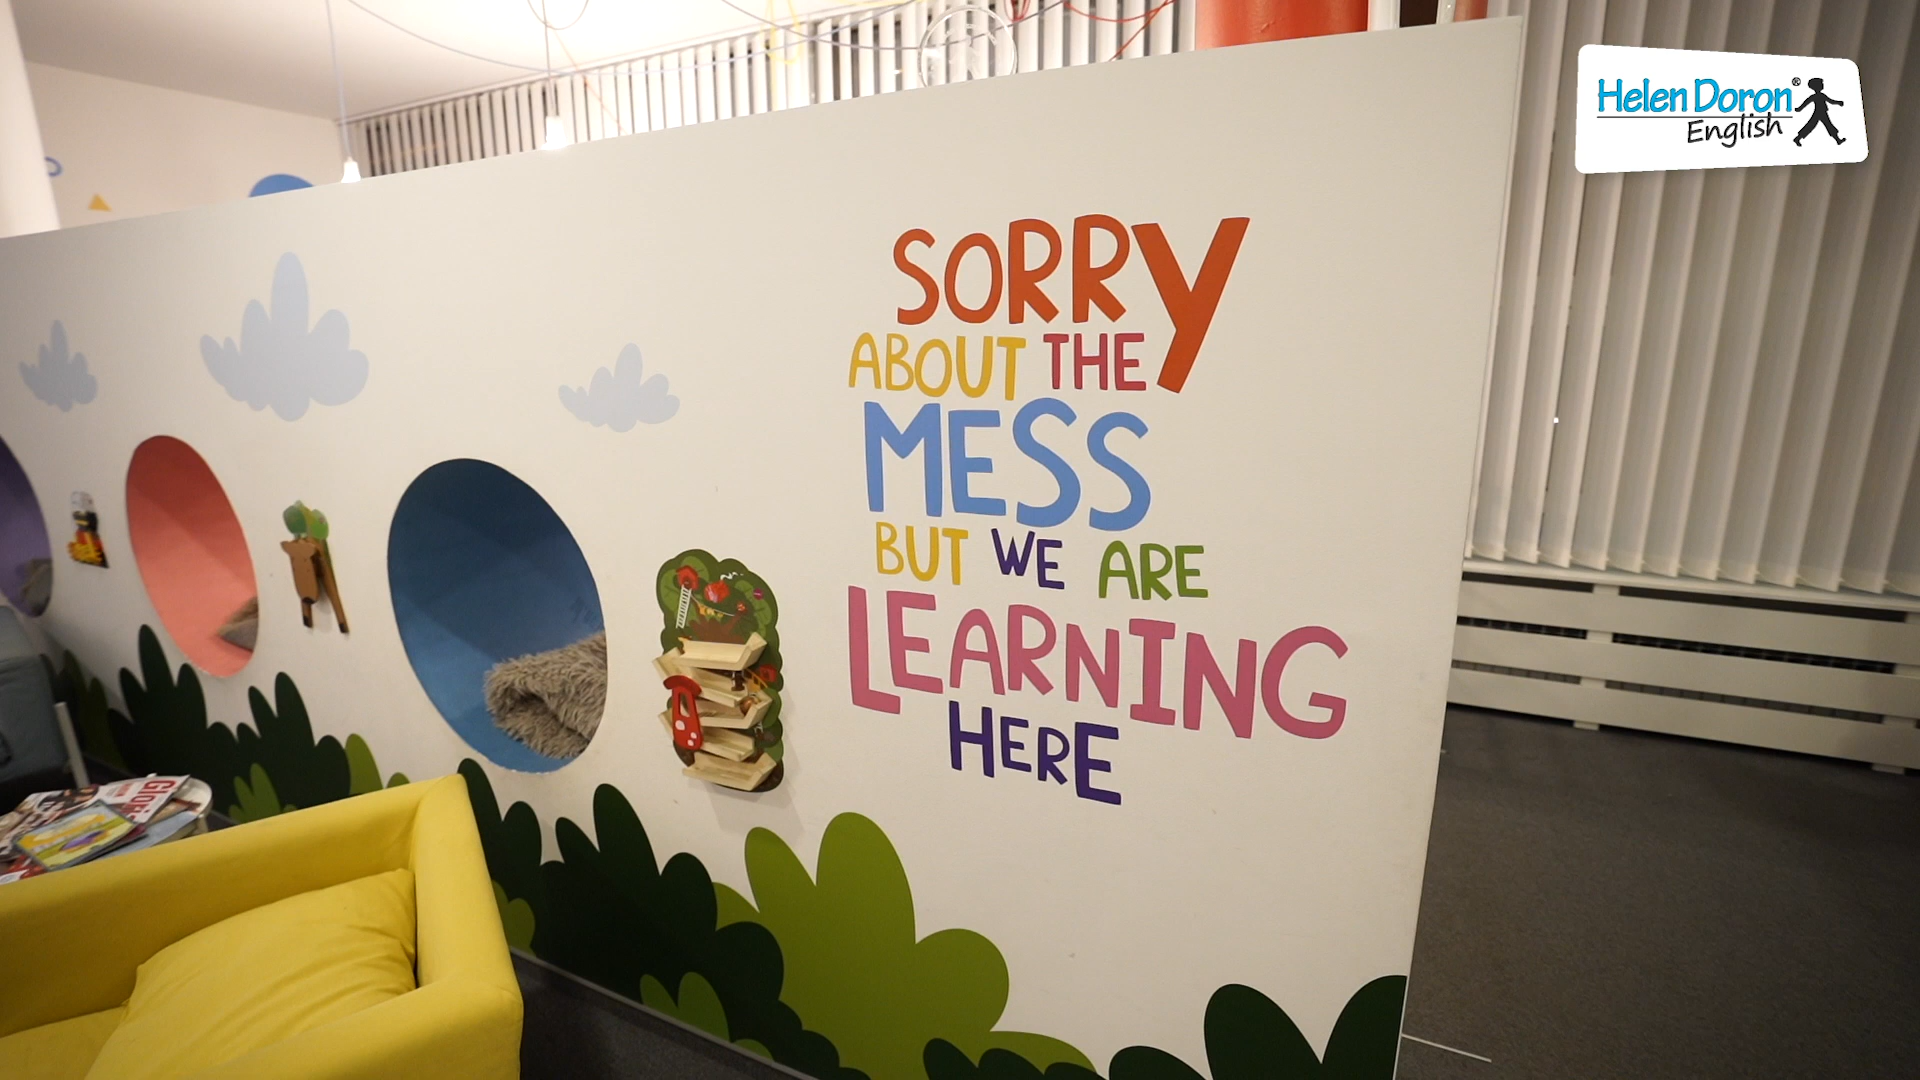 Helen Doron®
English
SORRY
ABOUT THE
MESS
BUT WE ARE
LEARNING
HERE